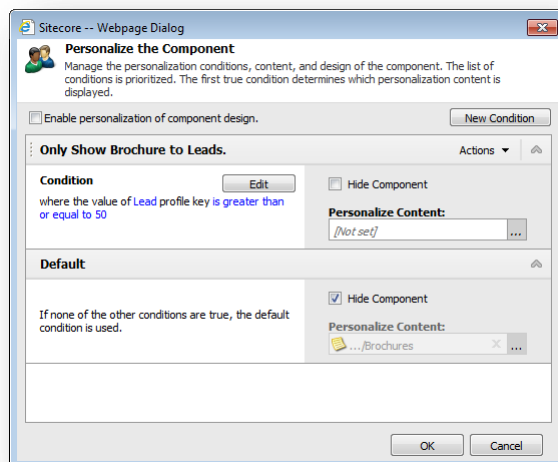 Sitecore -- Webpage Dialog
Personalize the Component
Manage the personalization conditions, content, and design of the component. The list of
conditions is prioritized. The first true condition determines which personalization content is
displayed.
Enable personalization of component design.
New Condition
Only Show Brochure to Leads.
Actions
Condition
Edit
Hide Component
where the value of Lead profile key is greater than
or equal to 50
Personalize Content:
[Not set]
...
Default
Hide Component
If none of the other conditions are true, the default
condition is used.
Personalize Content:
.../Brochures
...
OK
Cancel